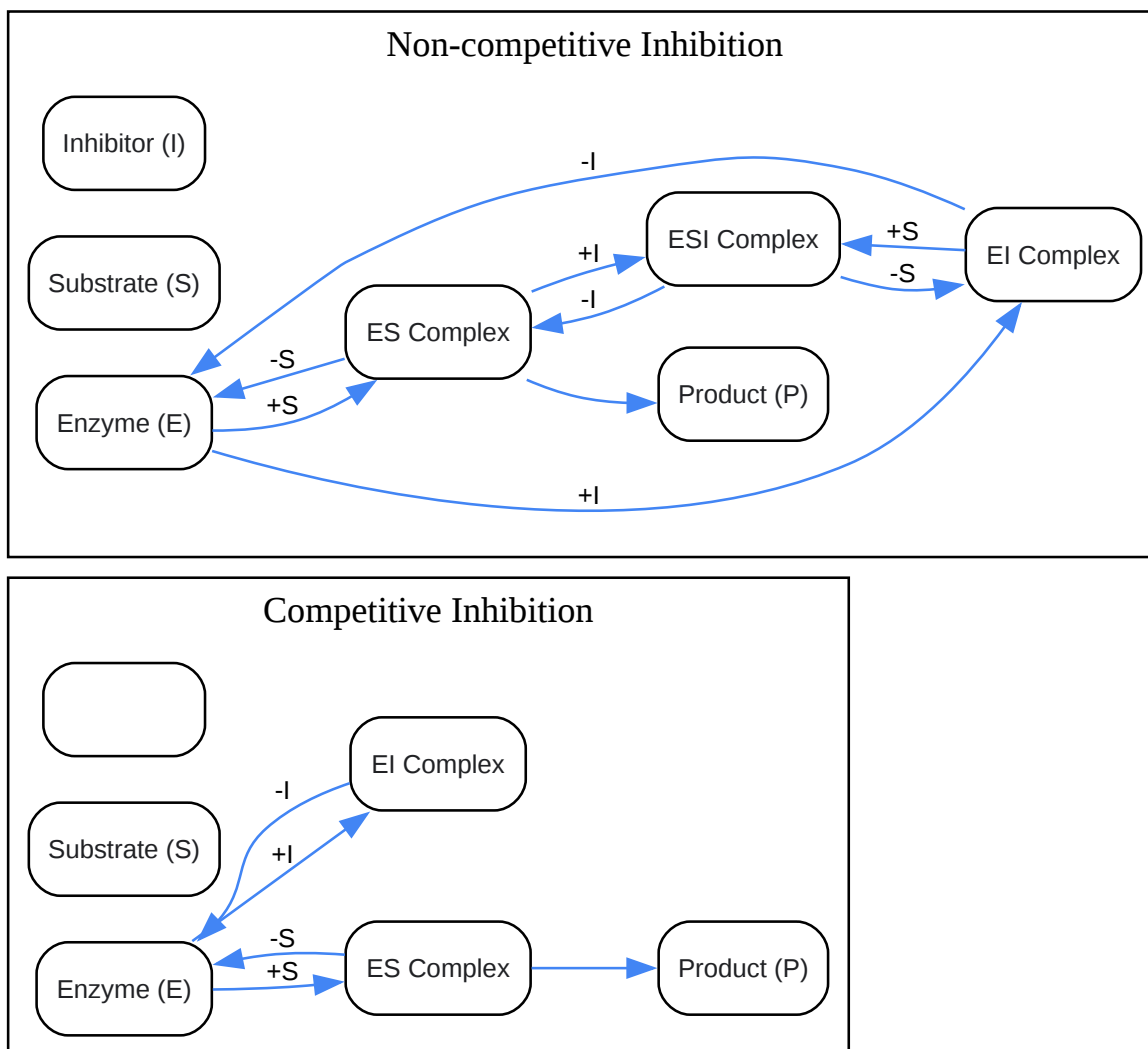 Non-competitive Inhibition
Inhibitor (I)
-I
Substrate (S)
+I
ESI Complex
+S
EI Complex
-S
-I
ES Complex
-S
Enzyme (E)
+S
Product (P)
+I
Competitive Inhibition
EI Complex
-I
Substrate (S)
+I
-S
Enzyme (E)
+S
ES Complex
Product (P)